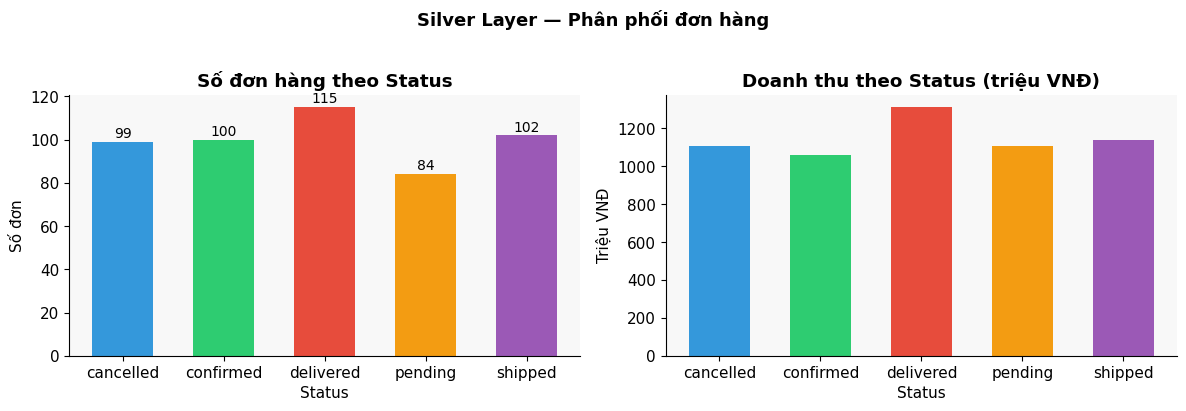 Silver Layer — Phân phối đơn hàng
Số đơn hàng theo Status
120
100
80
60
40
20
0
Số đơn
99
100
115
84
102
cancelled
confirmed
delivered
pending
shipped
Status
Doanh thu theo Status (triệu VNĐ)
1200
1000
800
600
400
200
0
Triệu VNĐ
cancelled
confirmed
delivered
pending
shipped
Status